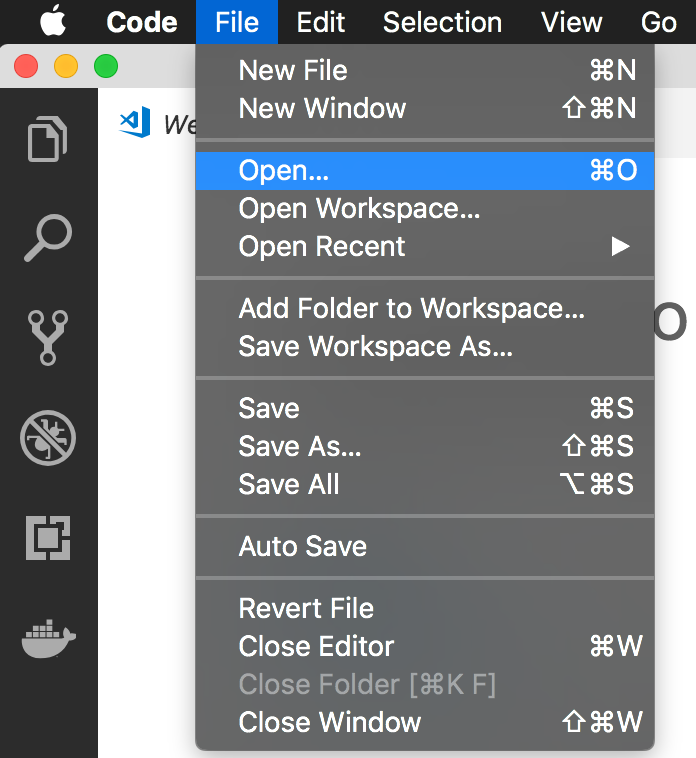 Code File Edit Selection View Go
We
New File ⌘N
New Window ⇧⌘N
Open... ⌘O
Open Workspace...
Open Recent ▶
Add Folder to Workspace...
Save Workspace As...
Save ⌘S
Save As... ⇧⌘S
Save All ⌥⌘S
Auto Save
Revert File
Close Editor ⌘W
Close Folder [⌘K F]
Close Window ⇧⌘W